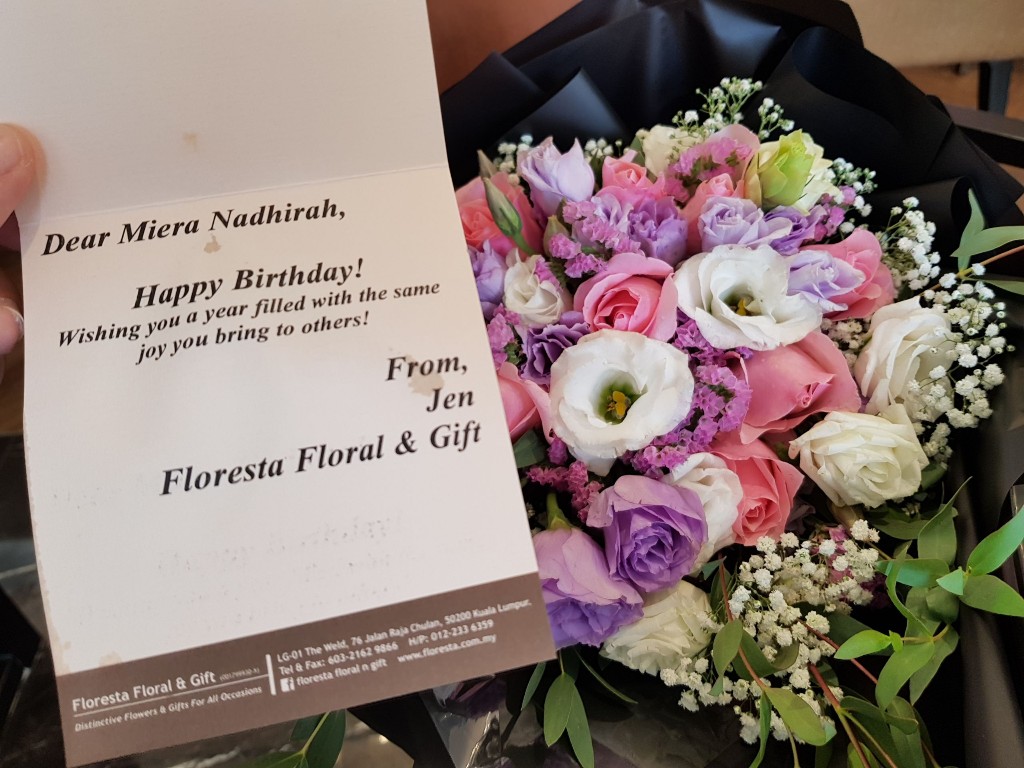 Dear Miera Nadhirah,
Happy Birthday!
Wishing you a year filled with the same
joy you bring to others!
From,
Jen
Floresta Floral & Gift
Floresta Floral & Gift
Distinctive Flowers & Gifts For All Occasions
LG-01 The Weld, 76 Jalan Raja Chulan, 50200 Kuala Lumpur.
Tel & Fax: 603-2162 9866 H/P: 012-233 6359
floresta floral n gift www.floresta.com.my